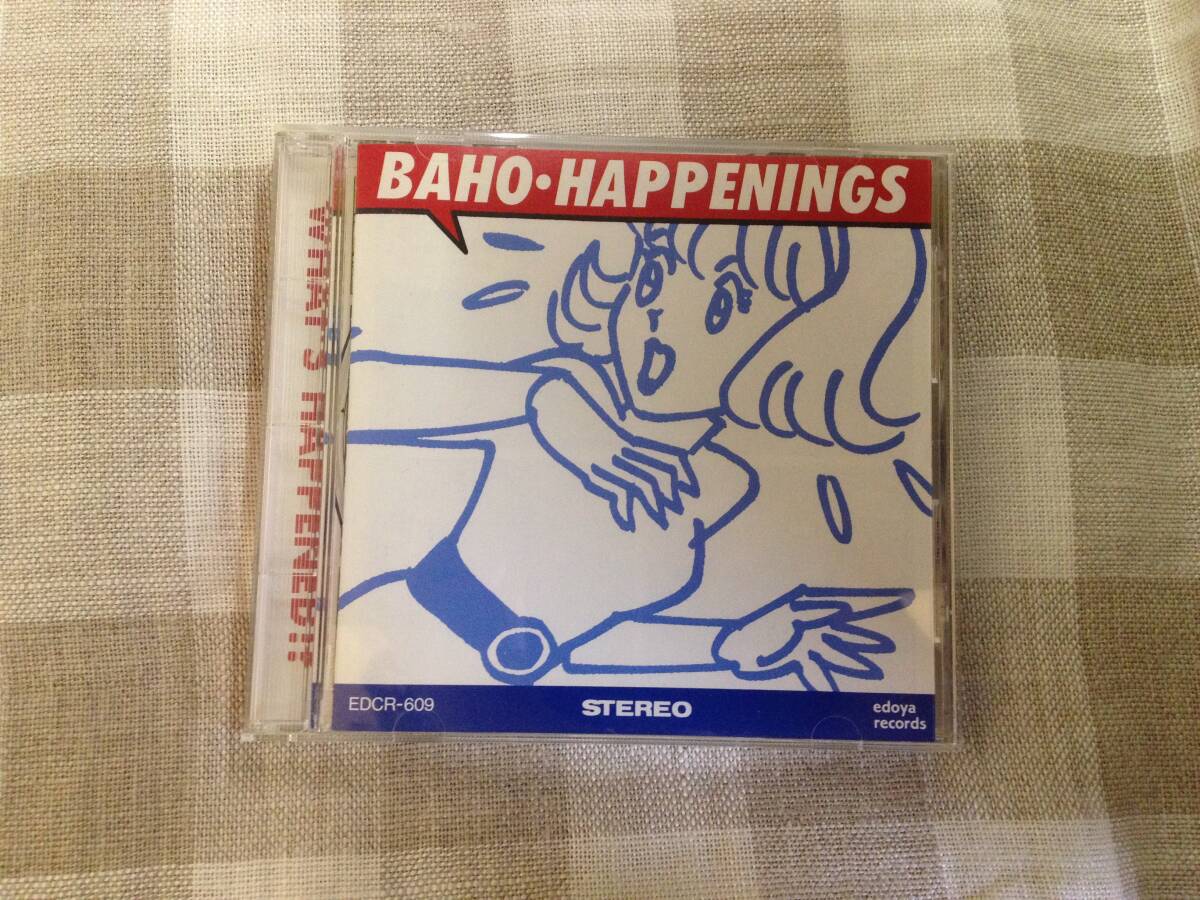 BAHO•HAPPENINGS
WHAT'S HAPPENED!!
EDCR-609
STEREO
edoya
records